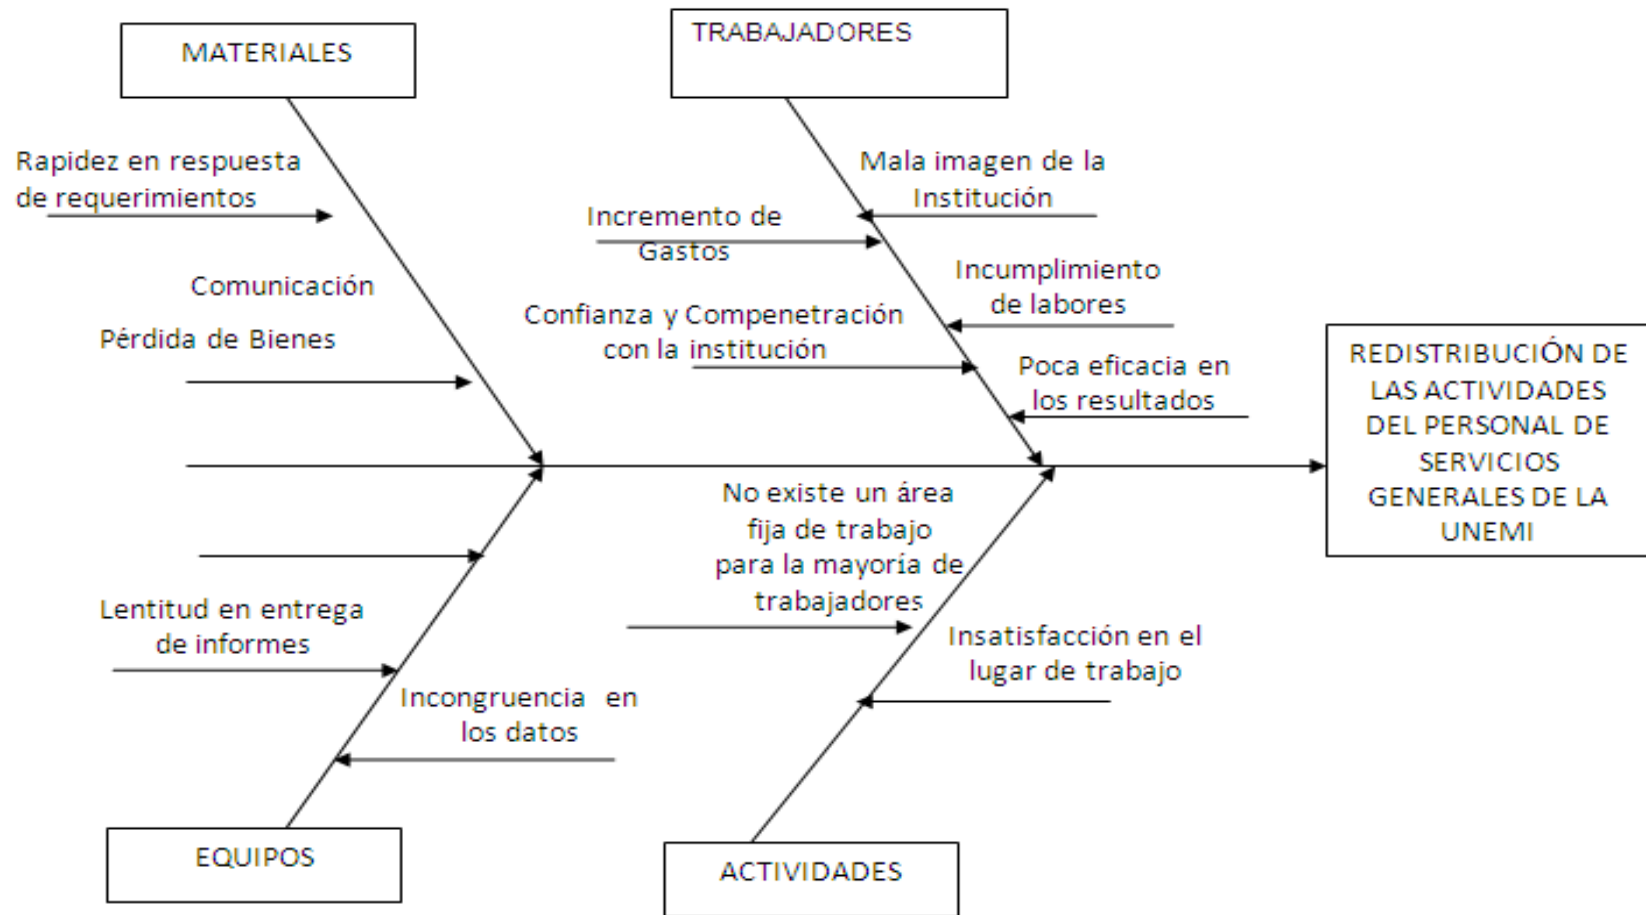 MATERIALES
TRABAJADORES
Rapidez en respuesta
de requerimientos
Mala imagen de la
Institución
Incremento de
Gastos
Comunicación
Incumplimiento
de labores
Pérdida de Bienes
Confianza y Compenetración
con la institución
Poca eficacia en
los resultados
REDISTRIBUCIÓN DE
LAS ACTIVIDADES
DEL PERSONAL DE
SERVICIOS
GENERALES DE LA
UNEMI
No existe un área
fija de trabajo
para la mayoría de
trabajadores
Lentitud en entrega
de informes
Insatisfacción en el
lugar de trabajo
Incongruencia en
los datos
EQUIPOS
ACTIVIDADES